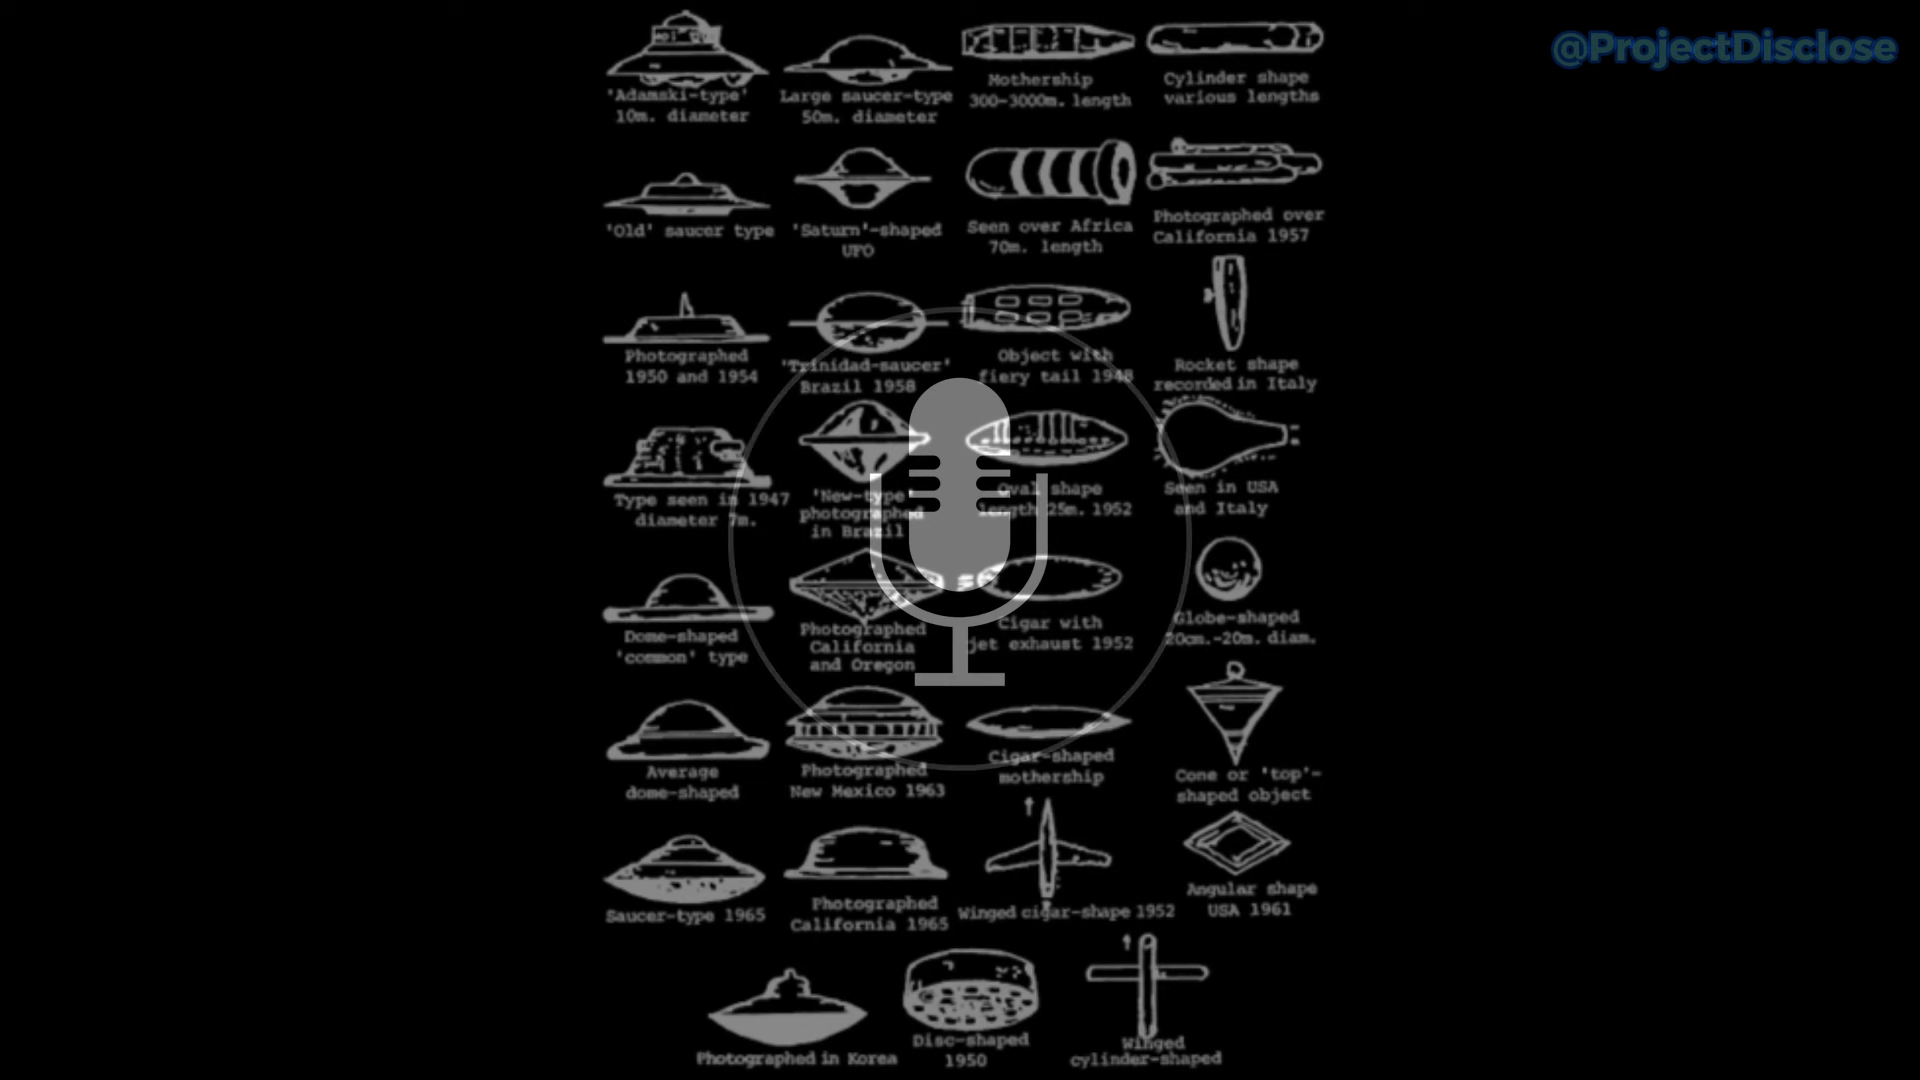 @ProjectDisclose
'Adamski-type'
10m. diameter
Large saucer-type
50m. diameter
Mothership
300-3000m. length
Cylinder shape
various lengths
'Old' saucer type
'Saturn'-shaped
UFO
Seen over Africa
70m. length
Photographed over
California 1957
Photographed
1950 and 1954
'Trinidad-saucer'
Brazil 1958
Object with
fiery tail 1948
Rocket shape
recorded in Italy
Type seen in 1947
diameter 7m.
'New-type'
photographed
in Brazil
Oval shape
length 25m. 1952
Seen in USA
and Italy
Dome-shaped
'common' type
Photographed
California
and Oregon
Cigar with
jet exhaust 1952
Globe-shaped
20cm.-20m. diam.
Average
dome-shaped
Photographed
New Mexico 1963
Cigar-shaped
mothership
Cone or 'top'-
shaped object
Saucer-type 1965
Photographed
California 1965
Winged cigar-shape 1952
Angular shape
USA 1961
Photographed in Korea
Disc-shaped
1950
Winged
cylinder-shaped